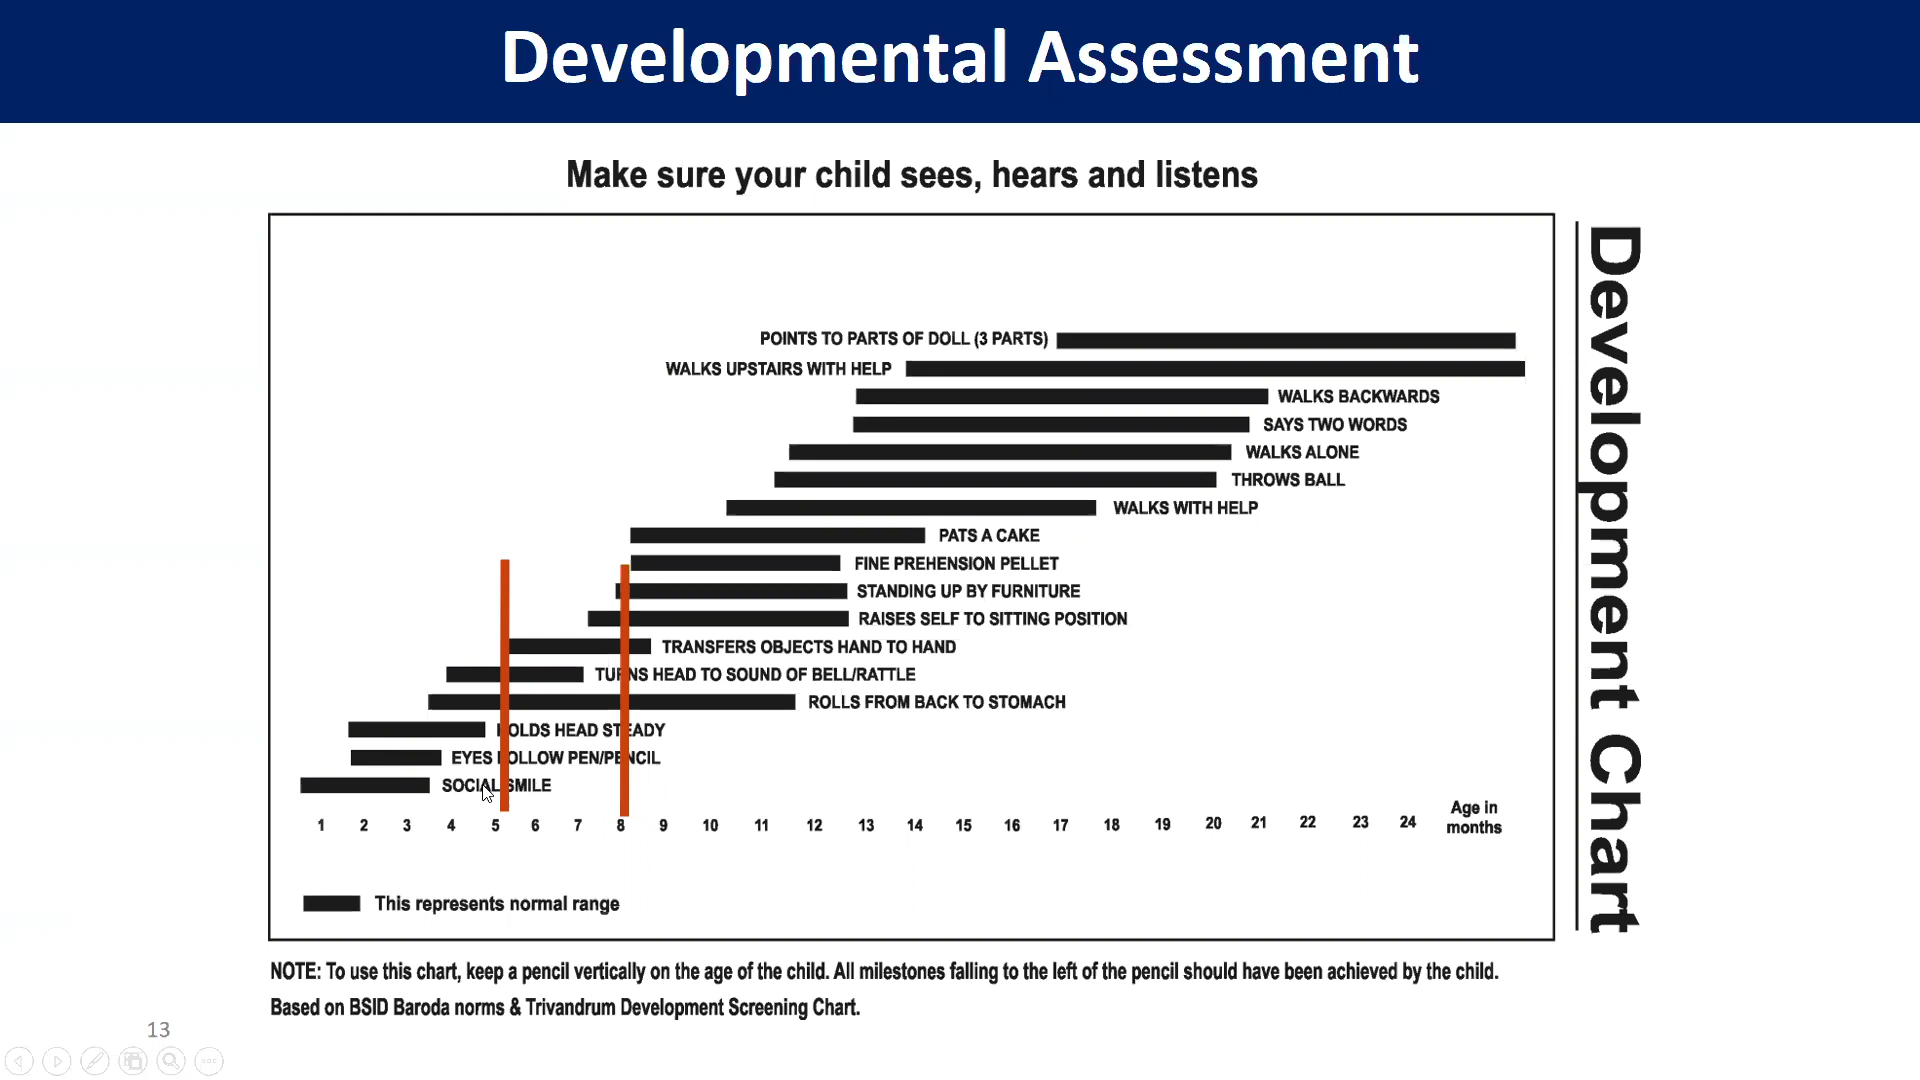 Developmental Assessment
Make sure your child sees, hears and listens
Development Chart
POINTS TO PARTS OF DOLL (3 PARTS)
WALKS UPSTAIRS WITH HELP
WALKS BACKWARDS
SAYS TWO WORDS
WALKS ALONE
THROWS BALL
WALKS WITH HELP
PATS A CAKE
FINE PREHENSION PELLET
STANDING UP BY FURNITURE
RAISES SELF TO SITTING POSITION
TRANSFERS OBJECTS HAND TO HAND
TURNS HEAD TO SOUND OF BELL/RATTLE
ROLLS FROM BACK TO STOMACH
HOLDS HEAD STEADY
EYES FOLLOW PEN/PENCIL
SOCIAL SMILE
1 2 3 4 5 6 7 8 9 10 11 12 13 14 15 16 17 18 19 20 21 22 23 24
Age in
months
This represents normal range
NOTE: To use this chart, keep a pencil vertically on the age of the child. All milestones falling to the left of the pencil should have been achieved by the child.
Based on BSID Baroda norms & Trivandrum Development Screening Chart.
13